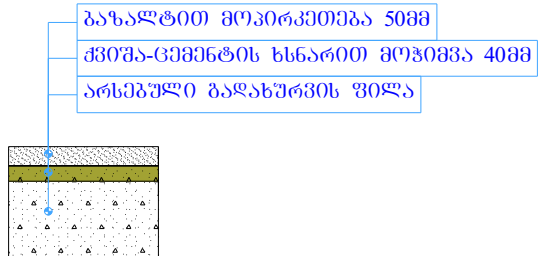 ბაზალტით მოპირკეთება 50მმ
ქვიშა-ცემენტის ხსნარით მოჭიმვა 40მმ
არსებული გადახურვის ფილა